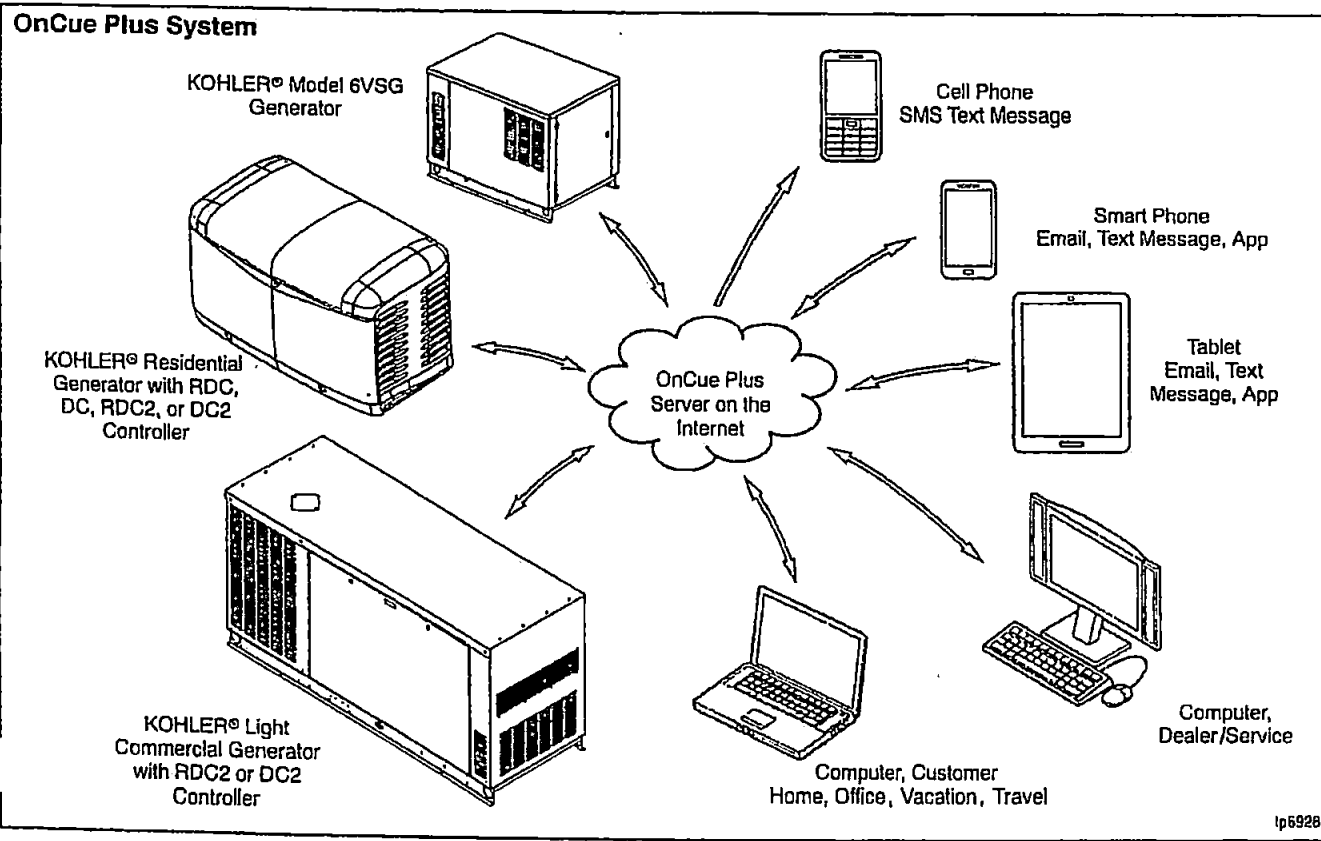 OnCue Plus System
KOHLER® Model 6VSG
Generator
Cell Phone
SMS Text Message
Smart Phone
Email, Text Message, App
KOHLER® Residential
Generator with RDC,
DC, RDC2, or DC2
Controller
OnCue Plus
Server on the
Internet
Tablet
Email, Text
Message, App
KOHLER® Light
Commercial Generator
with RDC2 or DC2
Controller
Computer, Customer
Home, Office, Vacation, Travel
Computer,
Dealer/Service
tp6928